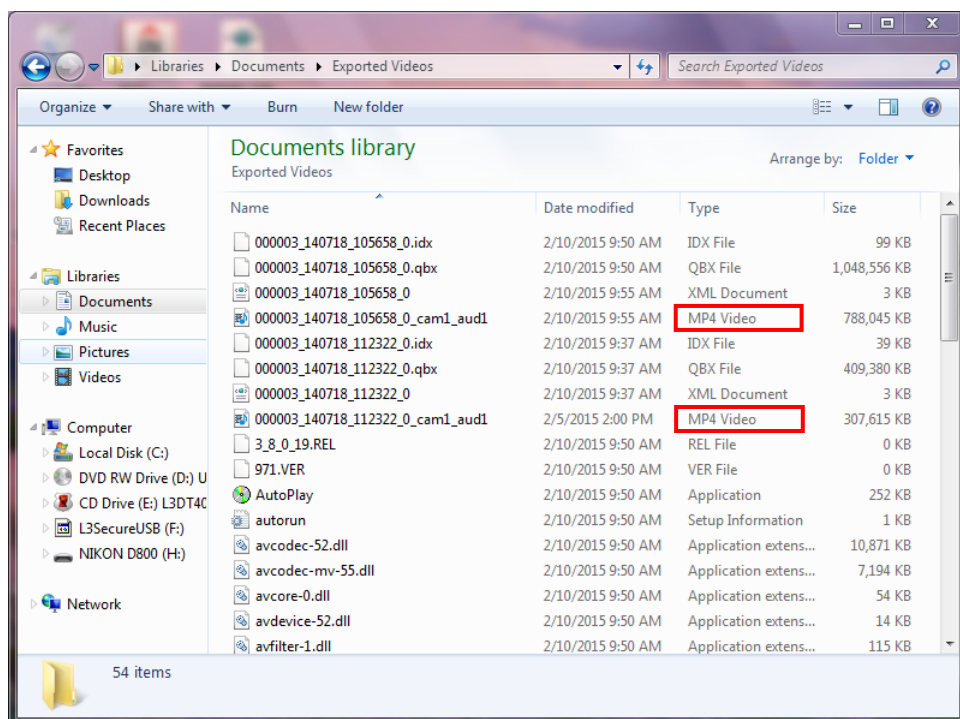 Libraries Documents Exported Videos Search Exported Videos
Organize Share with Burn New folder
Favorites
Desktop
Downloads
Recent Places
Libraries
Documents
Music
Pictures
Videos
Computer
Local Disk (C:)
DVD RW Drive (D:) U
CD Drive (E:) L3DT40
L3SecureUSB (F:)
NIKON D800 (H:)
Network
Documents library
Exported Videos
Arrange by: Folder
Name Date modified Type Size
000003_140718_105658_0.idx 2/10/2015 9:50 AM IDX File 99 KB
000003_140718_105658_0.qbx 2/10/2015 9:50 AM QBX File 1,048,556 KB
000003_140718_105658_0 2/10/2015 9:55 AM XML Document 3 KB
000003_140718_105658_0_cam1_aud1 2/10/2015 9:55 AM MP4 Video 788,045 KB
000003_140718_112322_0.idx 2/10/2015 9:37 AM IDX File 39 KB
000003_140718_112322_0.qbx 2/10/2015 9:37 AM QBX File 409,380 KB
000003_140718_112322_0 2/10/2015 9:37 AM XML Document 3 KB
000003_140718_112322_0_cam1_aud1 2/5/2015 2:00 PM MP4 Video 307,615 KB
3_8_0_19.REL 2/10/2015 9:50 AM REL File 0 KB
971.VER 2/10/2015 9:50 AM VER File 0 KB
AutoPlay 2/10/2015 9:50 AM Application 252 KB
autorun 2/10/2015 9:50 AM Setup Information 1 KB
avcodec-52.dll 2/10/2015 9:50 AM Application extens... 10,871 KB
avcodec-mv-55.dll 2/10/2015 9:50 AM Application extens... 7,194 KB
avcore-0.dll 2/10/2015 9:50 AM Application extens... 54 KB
avdevice-52.dll 2/10/2015 9:50 AM Application extens... 14 KB
avfilter-1.dll 2/10/2015 9:50 AM Application extens... 115 KB
54 items